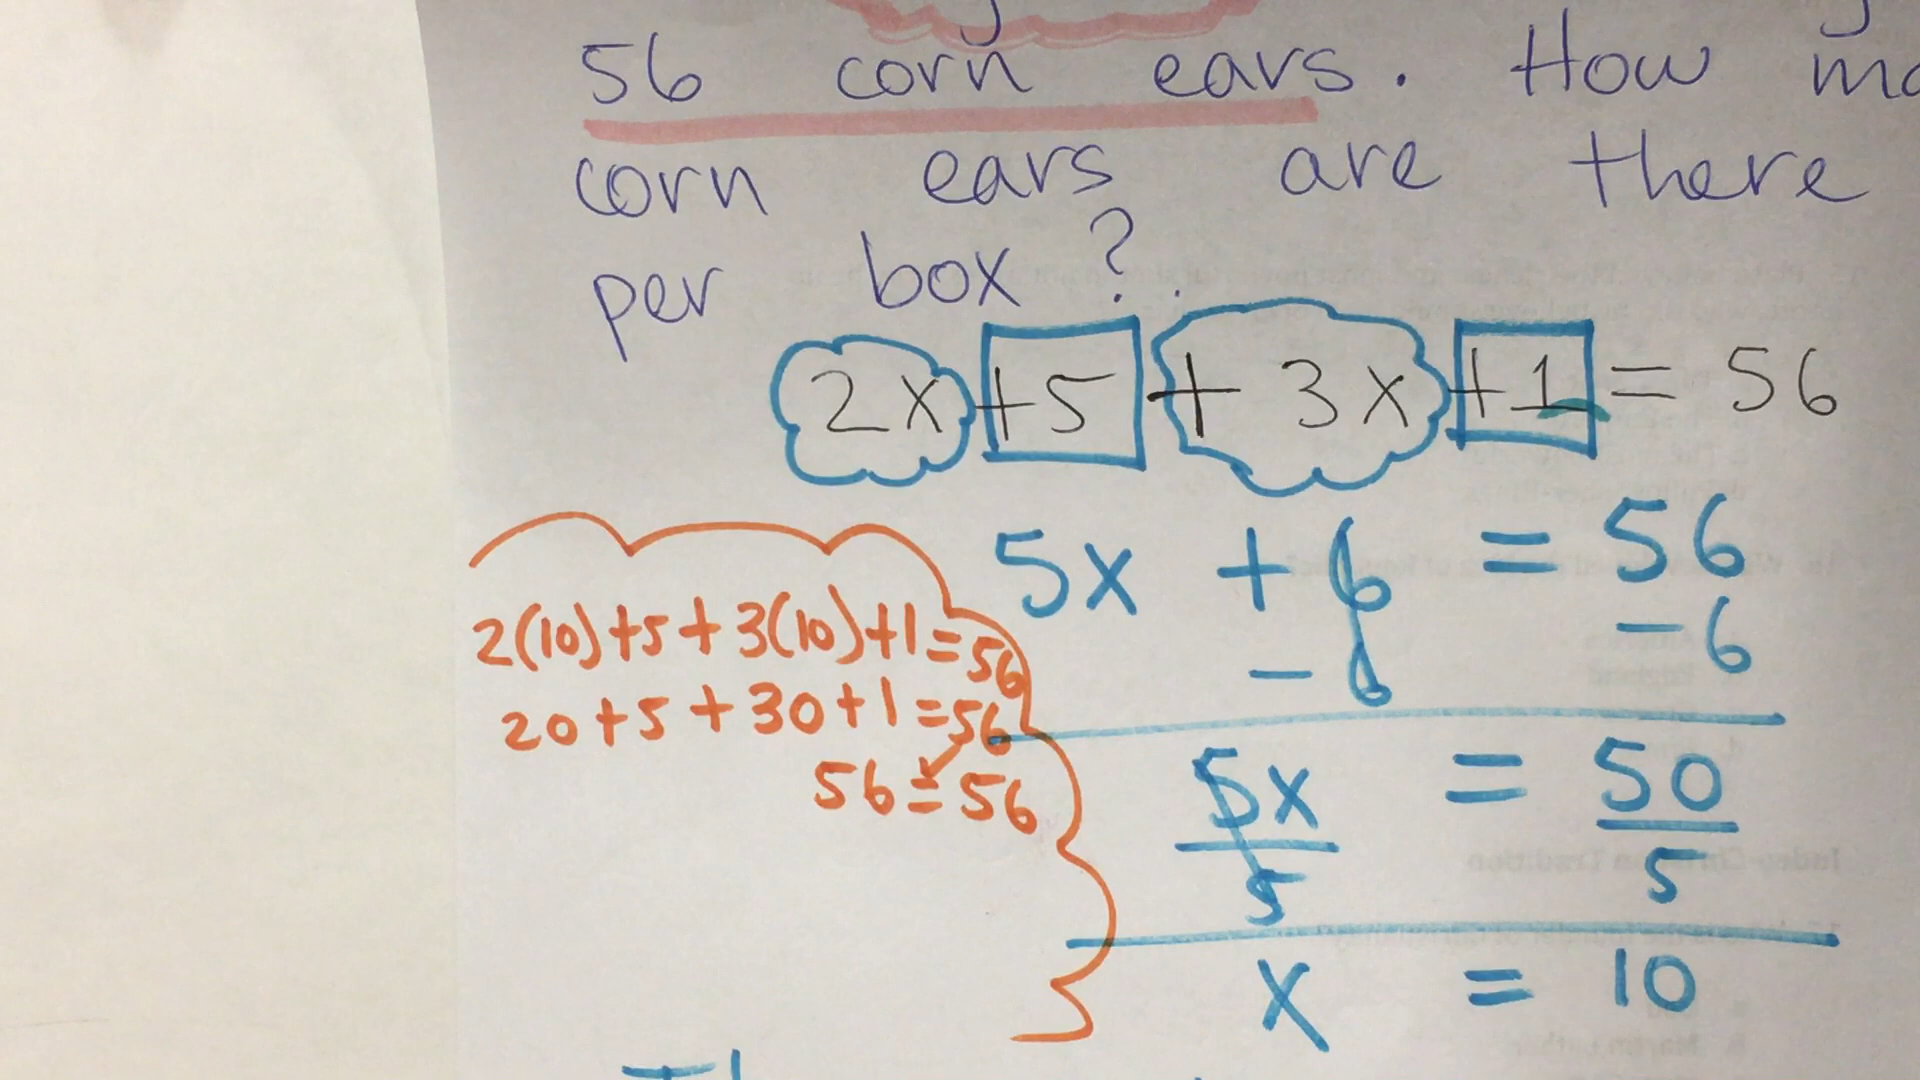 56 corn ears. How
corn ears are there
per box?
2x +5 + 3x +1 = 56
5x + 6 = 56
- 6 - 6
5x = 50
5 5
x = 10
2(10)+5+3(10)+1=56
20+5+30+1=56
56=56